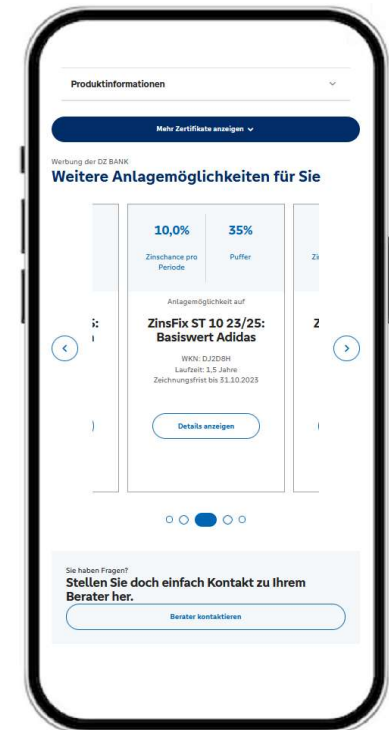 Produktinformationen
Mehr Zertifikate anzeigen
Werbung der DZ BANK
Weitere Anlagemöglichkeiten für Sie
10,0% 35%
Zinschance pro Puffer
Periode
Anlagemöglichkeit auf
ZinsFix ST 10 23/25:
Basiswert Adidas
WKN: DJ2D8H
Laufzeit: 1,5 Jahre
Zeichnungsfrist bis 31.10.2023
Details anzeigen
Sie haben Fragen?
Stellen Sie doch einfach Kontakt zu Ihrem
Berater her.
Berater kontaktieren